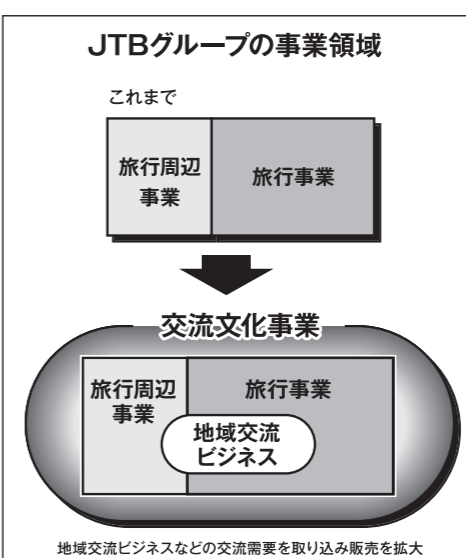 JTBグループの事業領域
これまで
旅行周辺
事業
旅行事業
交流文化事業
旅行周辺
事業
旅行事業
地域交流
ビジネス
地域交流ビジネスなどの交流需要を取り込み販売を拡大